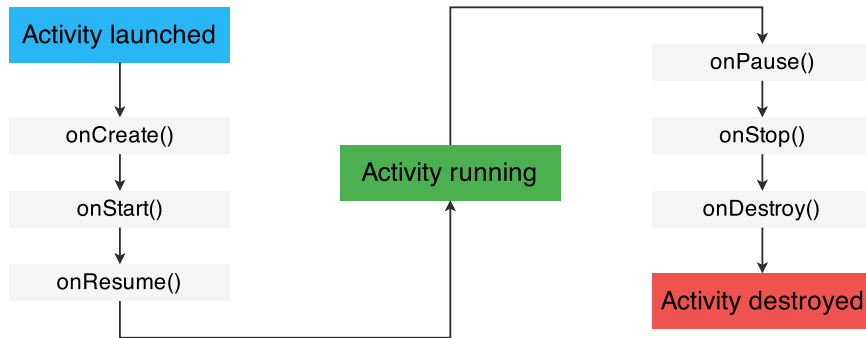 Activity launched
onCreate()
onStart()
onResume()
Activity running
onPause()
onStop()
onDestroy()
Activity destroyed